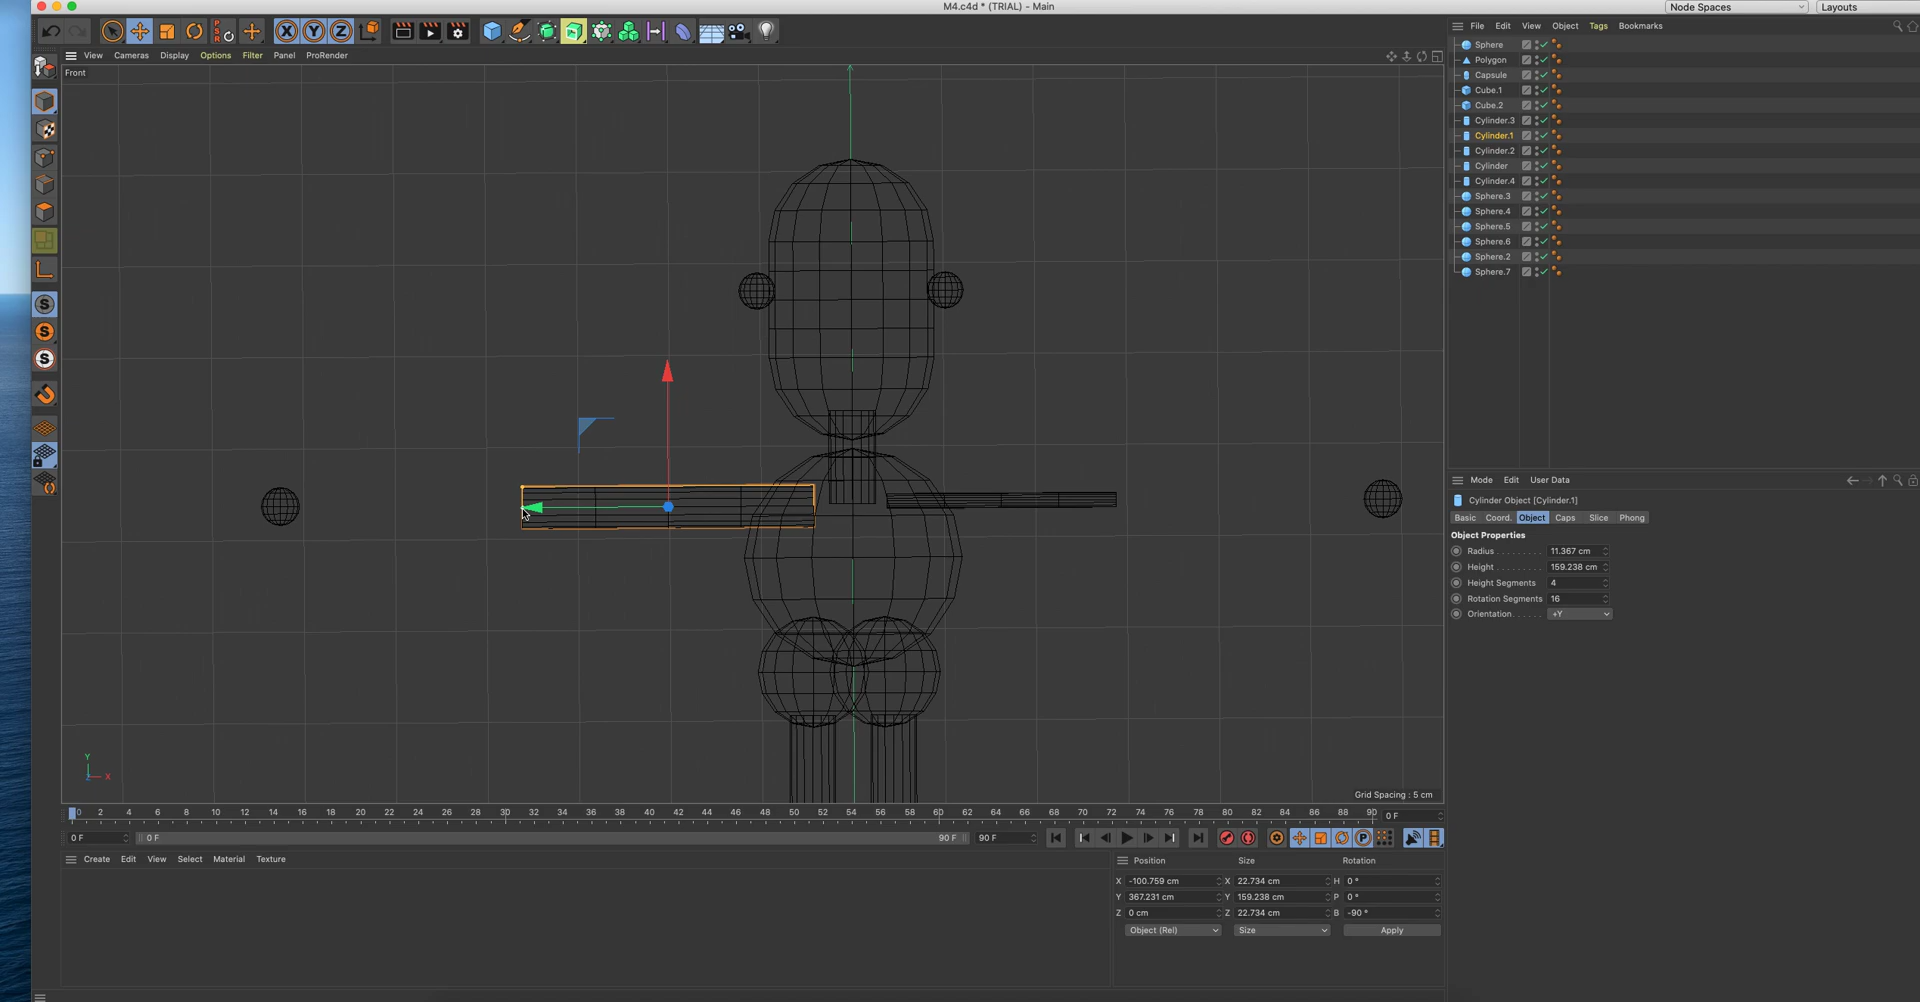 M4.c4d * (TRIAL) - Main
Node Spaces
Layouts
PSR
X Y Z
View Cameras Display Options Filter Panel ProRender
Front
File Edit View Object Tags Bookmarks
Sphere
Polygon
Capsule
Cube.1
Cube.2
Cylinder.3
Cylinder.1
Cylinder.2
Cylinder
Cylinder.4
Sphere.3
Sphere.4
Sphere.5
Sphere.6
Sphere.2
Sphere.7
S
S
S
Mode Edit User Data
Cylinder Object [Cylinder.1]
Basic Coord. Object Caps Slice Phong
Object Properties
Radius . . . . . . . . . 11.367 cm
Height . . . . . . . . . 159.238 cm
Height Segments 4
Rotation Segments 16
Orientation . . . . . . +Y
Y
Z X
Grid Spacing : 5 cm
0 2 4 6 8 10 12 14 16 18 20 22 24 26 28 30 32 34 36 38 40 42 44 46 48 50 52 54 56 58 60 62 64 66 68 70 72 74 76 78 80 82 84 86 88 90 0 F
0 F 0 F 90 F 90 F P
Create Edit View Select Material Texture
Position Size Rotation
X -100.759 cm X 22.734 cm H 0 °
Y 367.231 cm Y 159.238 cm P 0 °
Z 0 cm Z 22.734 cm B -90 °
Object (Rel) Size Apply